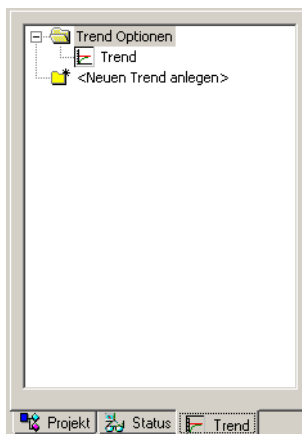 Trend Optionen
Trend
<Neuen Trend anlegen>
Projekt Status Trend